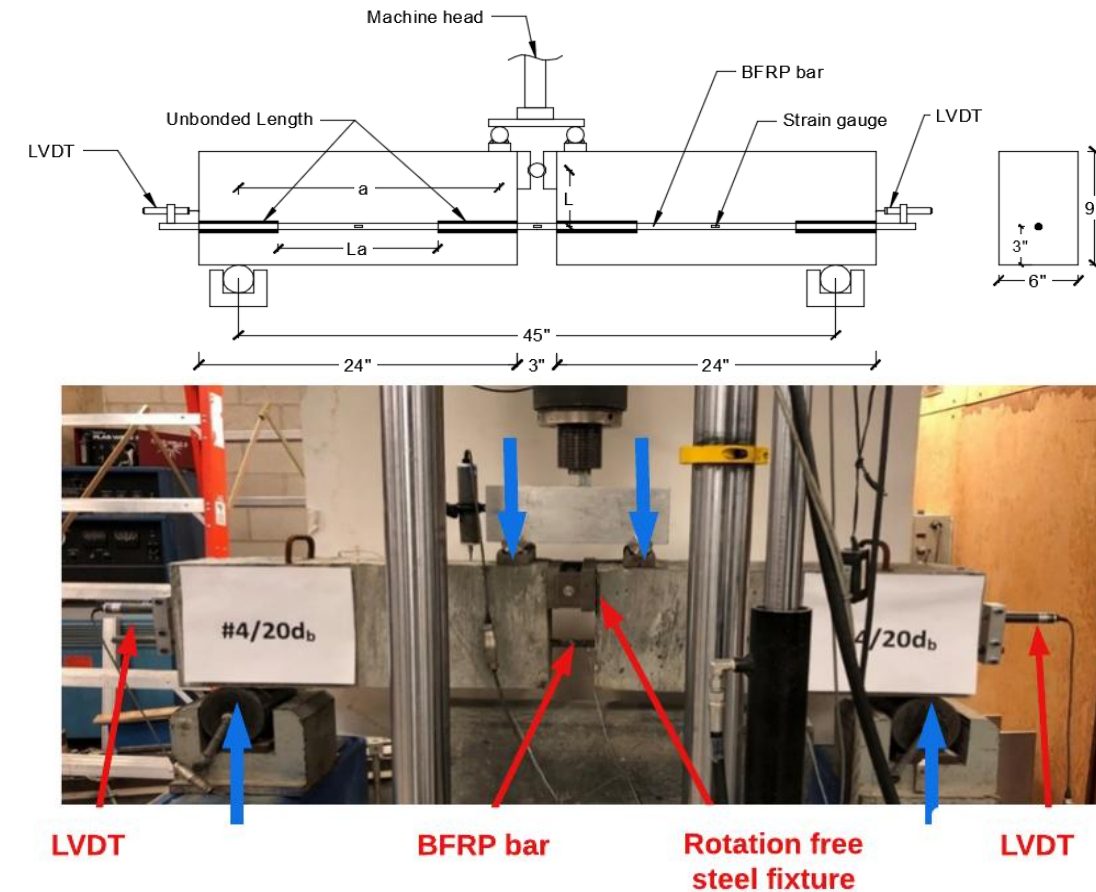 Machine head
BFRP bar
Unbonded Length
Strain gauge
LVDT
LVDT
a
L
La
9
3"
6"
45"
24"
3"
24"
#4/20db
4/20db
LVDT
BFRP bar
Rotation free
steel fixture
LVDT